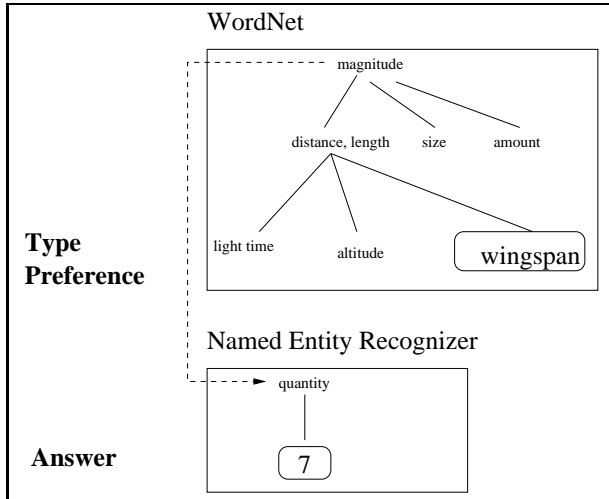 WordNet
magnitude
distance, length size amount
light time altitude wingspan
Type
Preference
Named Entity Recognizer
quantity
Answer 7